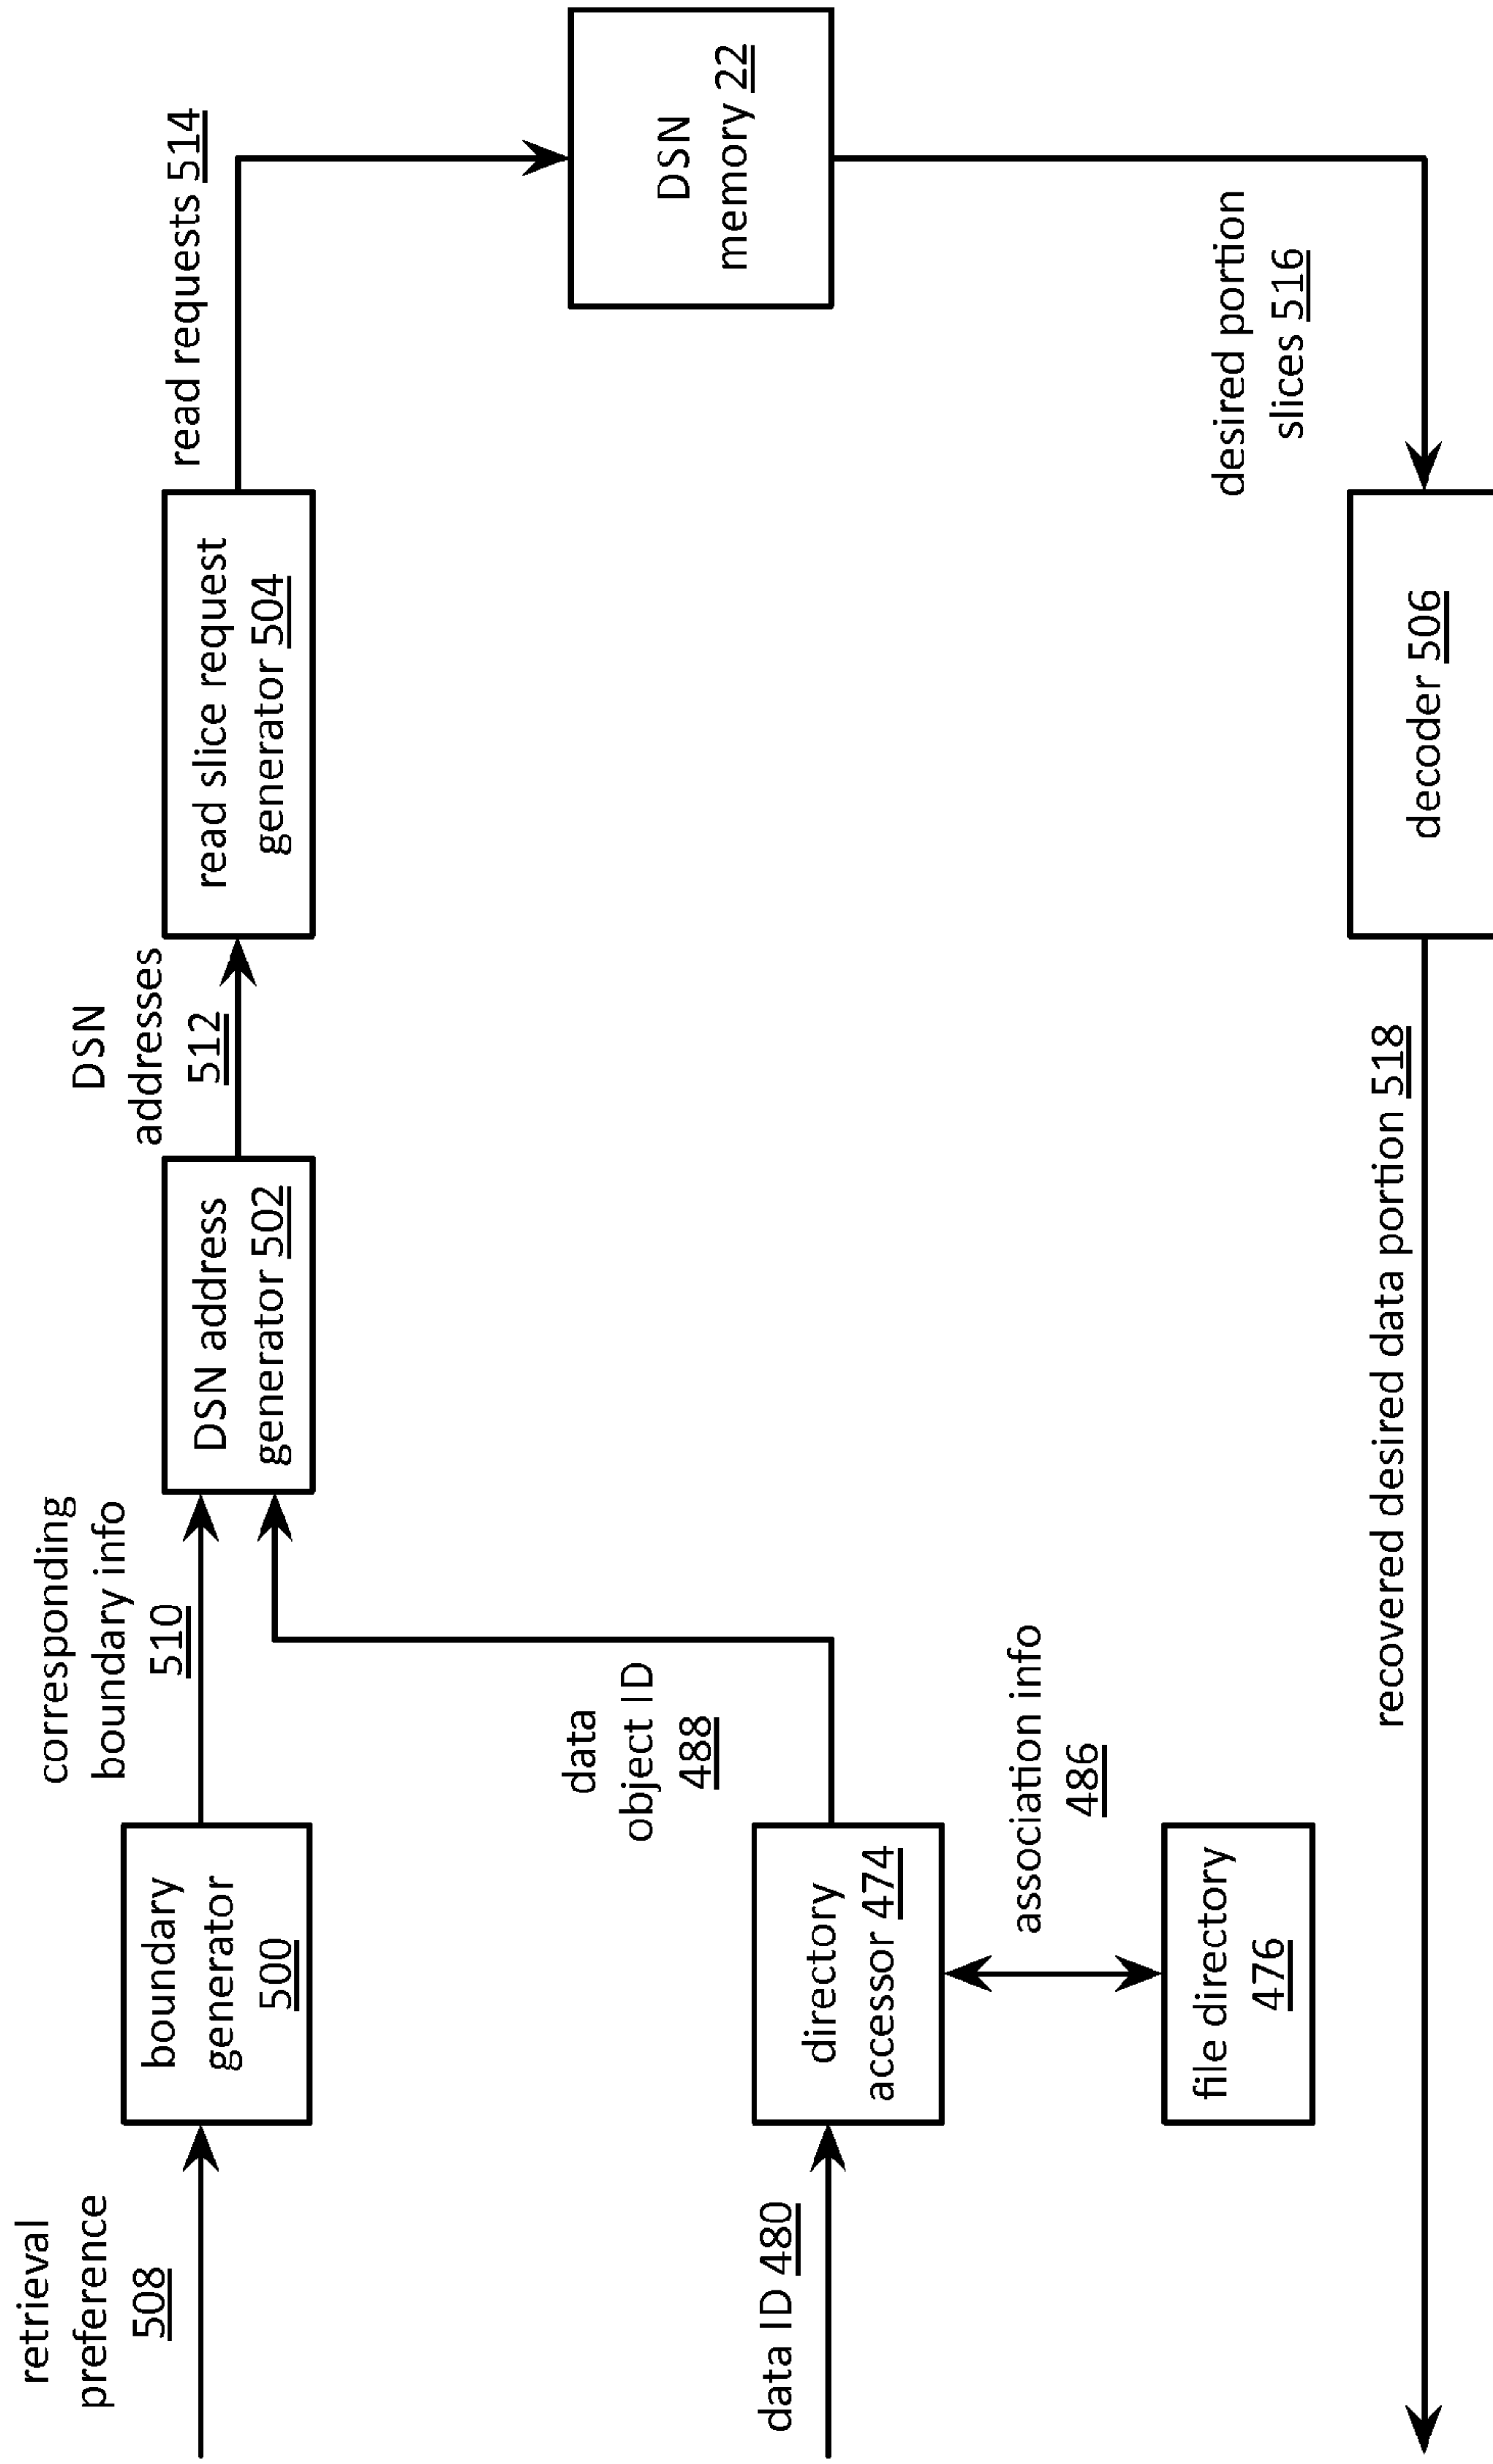 retrieval
preference
508
boundary
generator
500
corresponding
boundary info
510
DSN address
generator 502
DSN
addresses
512
read slice request
generator 504
read requests 514
data ID 480
directory
accessor 474
data
object ID
488
association info
486
file directory
476
DSN
memory 22
desired portion
slices 516
decoder 506
recovered desired data portion 518